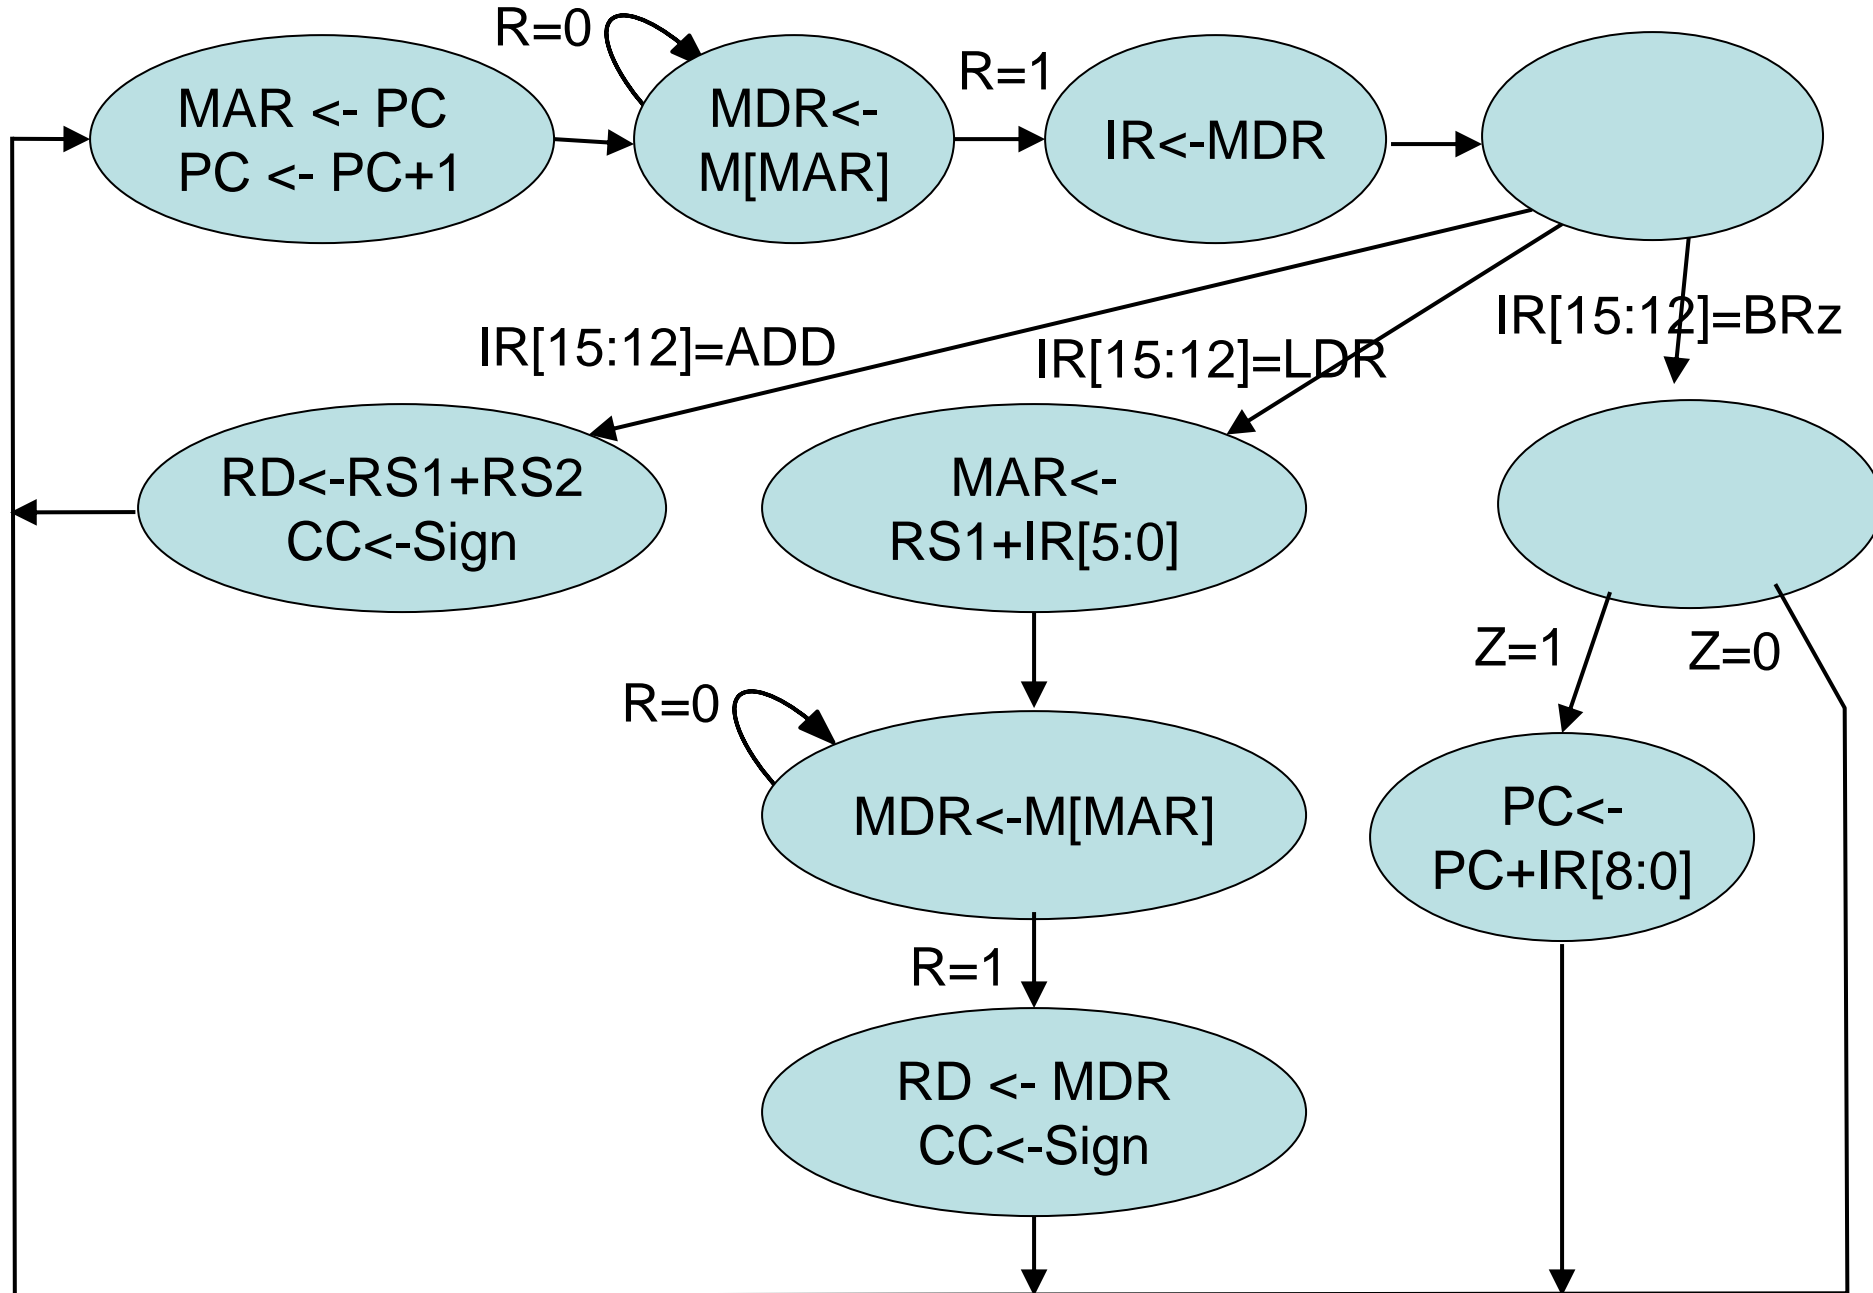 R=0
MAR <- PC
PC <- PC+1
MDR<-
M[MAR]
R=1
IR<-MDR
IR[15:12]=ADD
IR[15:12]=LDR
IR[15:12]=BRz
RD<-RS1+RS2
CC<-Sign
MAR<-
RS1+IR[5:0]
Z=1
Z=0
R=0
MDR<-M[MAR]
PC<-
PC+IR[8:0]
R=1
RD <- MDR
CC<-Sign